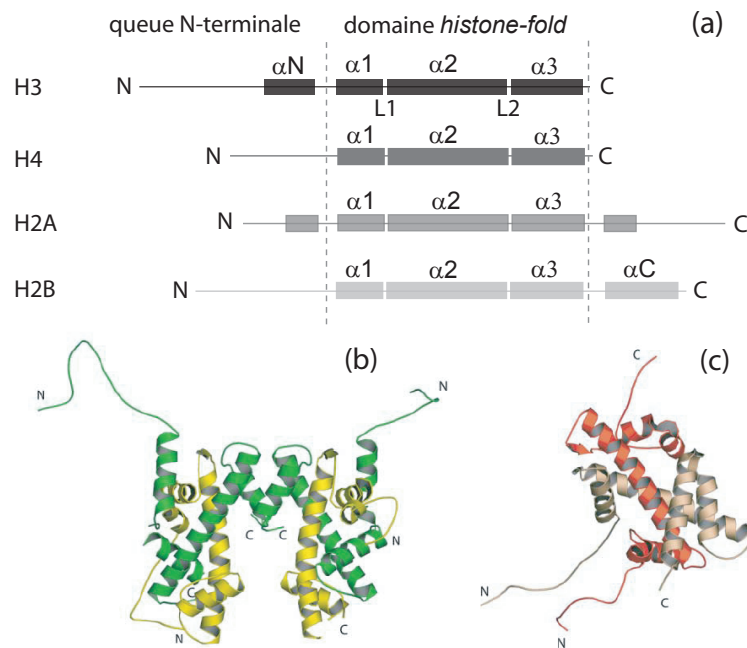 queue N-terminale domaine histone-fold (a)
αN α1 α2 α3
H3 N C
L1 L2
α1 α2 α3
H4 N C
α1 α2 α3
H2A N C
α1 α2 α3 αC
H2B N C
(b) (c)
C
N N
C C
N
C
N C
N C
N